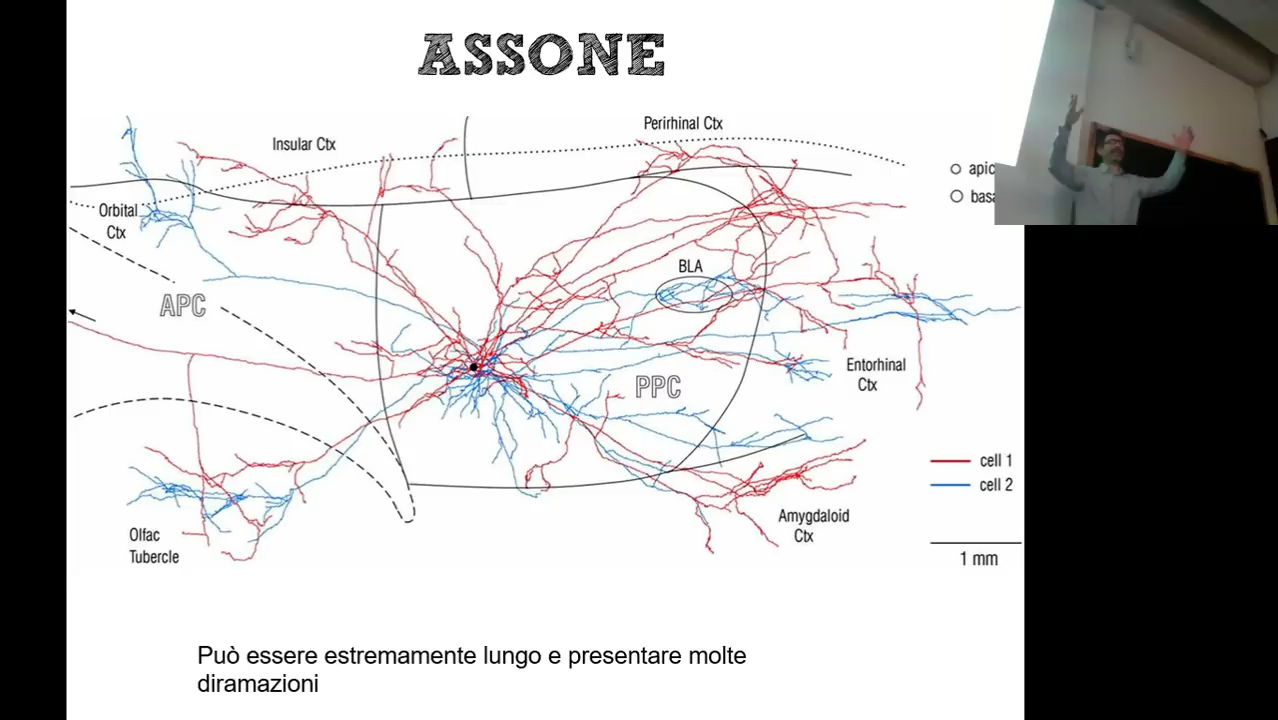 ASSONE
Insular Ctx
Perirhinal Ctx
Orbital
Ctx
BLA
APC
PPC
Entorhinal
Ctx
cell 1
cell 2
Olfac
Tubercle
Amygdaloid
Ctx
1 mm
Può essere estremamente lungo e presentare molte
diramazioni